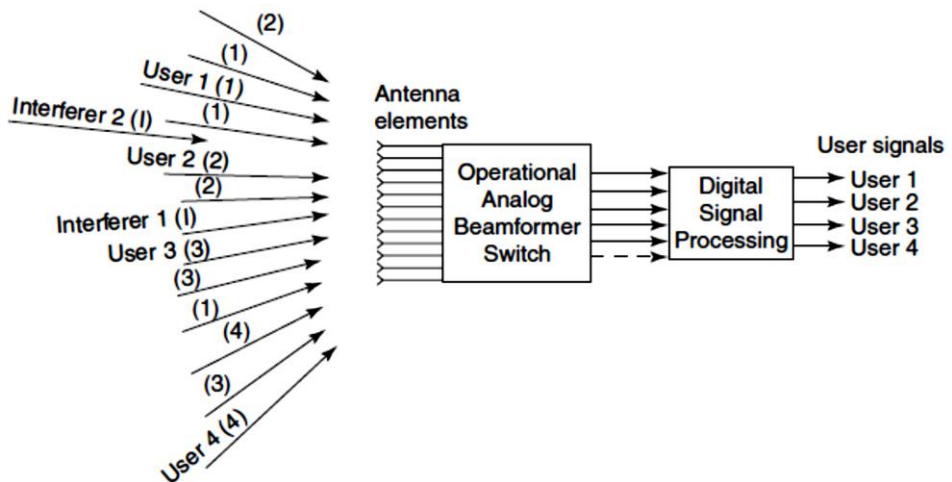 (2)
(1)
User 1 (1)
(1)
Interferer 2 (I)
User 2 (2)
(2)
Interferer 1 (I)
User 3 (3)
(3)
(1)
(4)
(3)
User 4 (4)
Antenna
elements
Operational
Analog
Beamformer
Switch
Digital
Signal
Processing
User signals
User 1
User 2
User 3
User 4